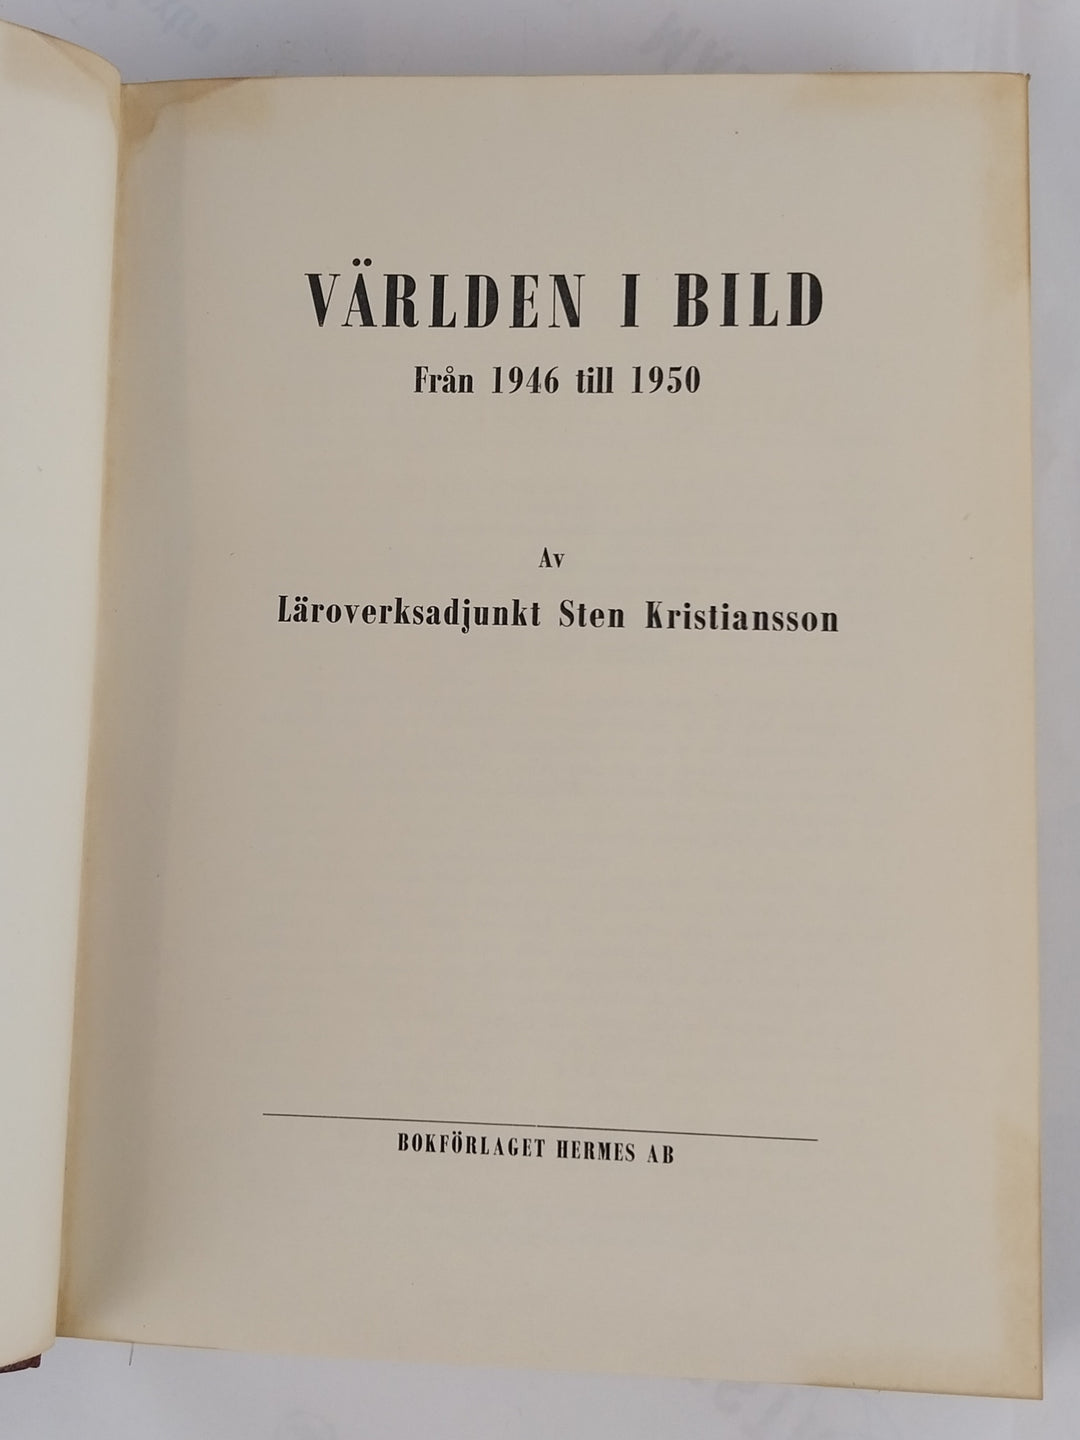 VÄRLDEN I BILD
Från 1946 till 1950
Av
Läroverksadjunkt Sten Kristiansson
BOKFÖRLAGET HERMES AB